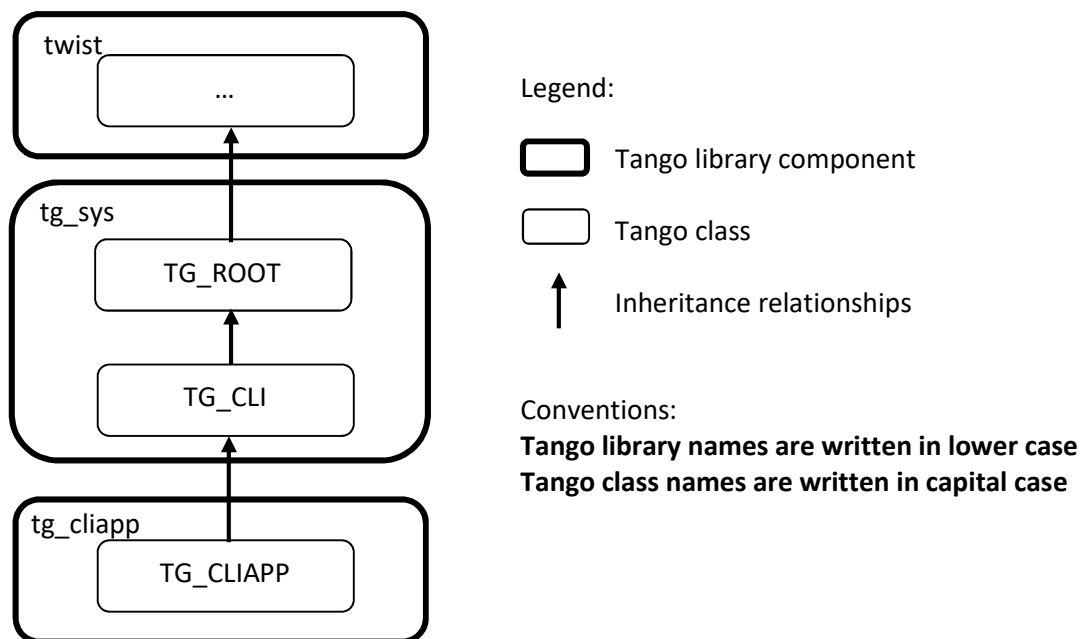 twist
...
tg_sys
TG_ROOT
TG_CLI
tg_cliapp
TG_CLIAPP
Legend:
Tango library component
Tango class
Inheritance relationships
Conventions:
Tango library names are written in lower case
Tango class names are written in capital case